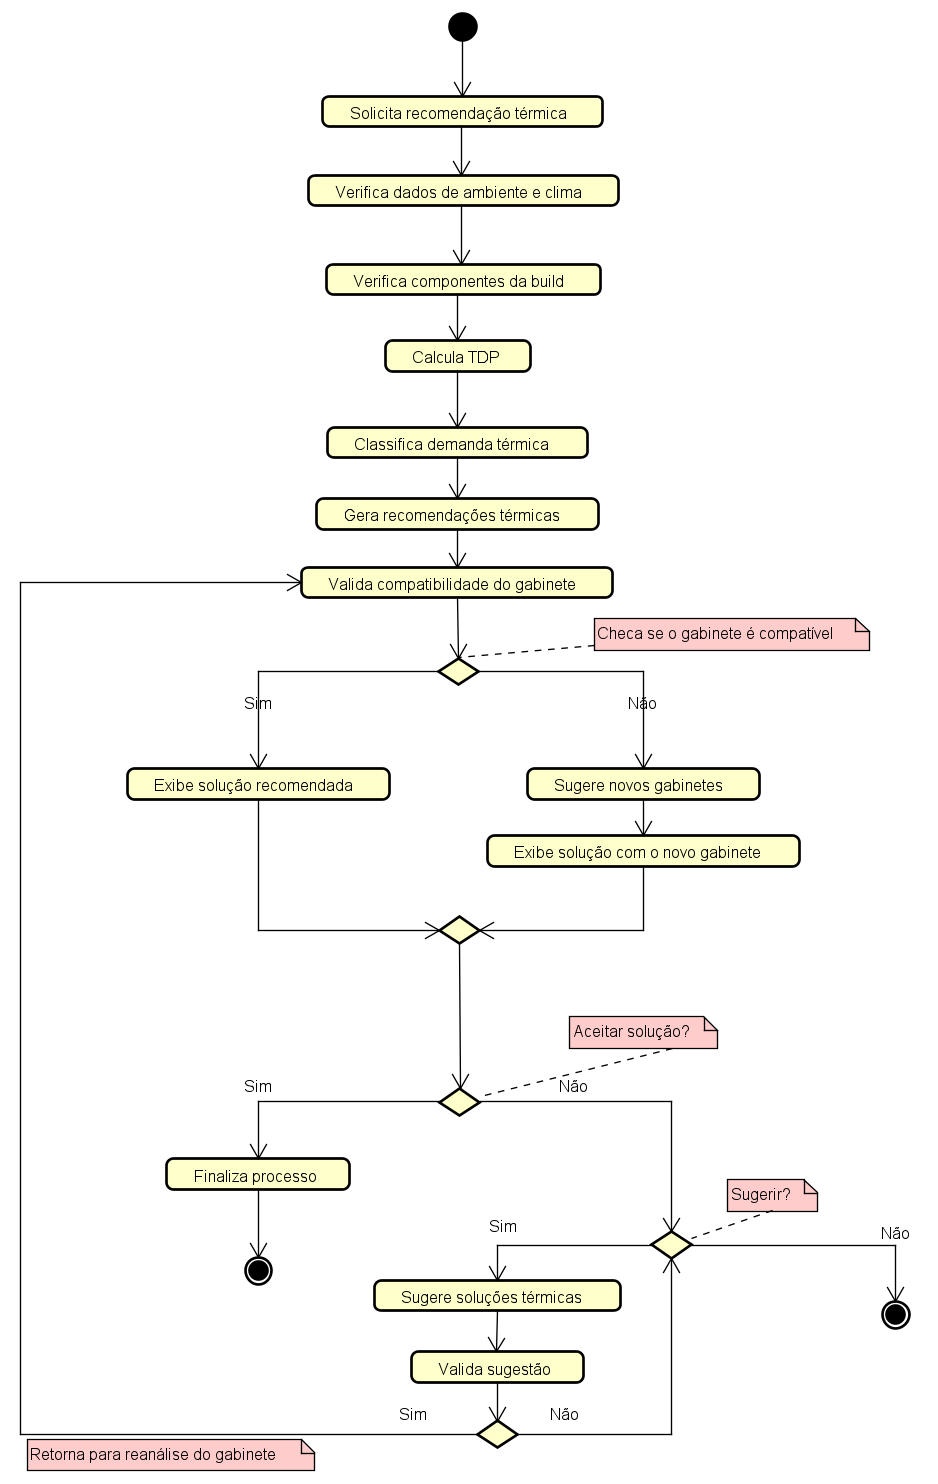 Solicita recomendação térmica
Verifica dados de ambiente e clima
Verifica componentes da build
Calcula TDP
Classifica demanda térmica
Gera recomendações térmicas
Valida compatibilidade do gabinete
Checa se o gabinete é compatível
Sim
Não
Exibe solução recomendada
Sugere novos gabinetes
Exibe solução com o novo gabinete
Aceitar solução?
Sim
Não
Finaliza processo
Sugerir?
Sim
Não
Sugere soluções térmicas
Valida sugestão
Sim
Não
Retorna para reanálise do gabinete